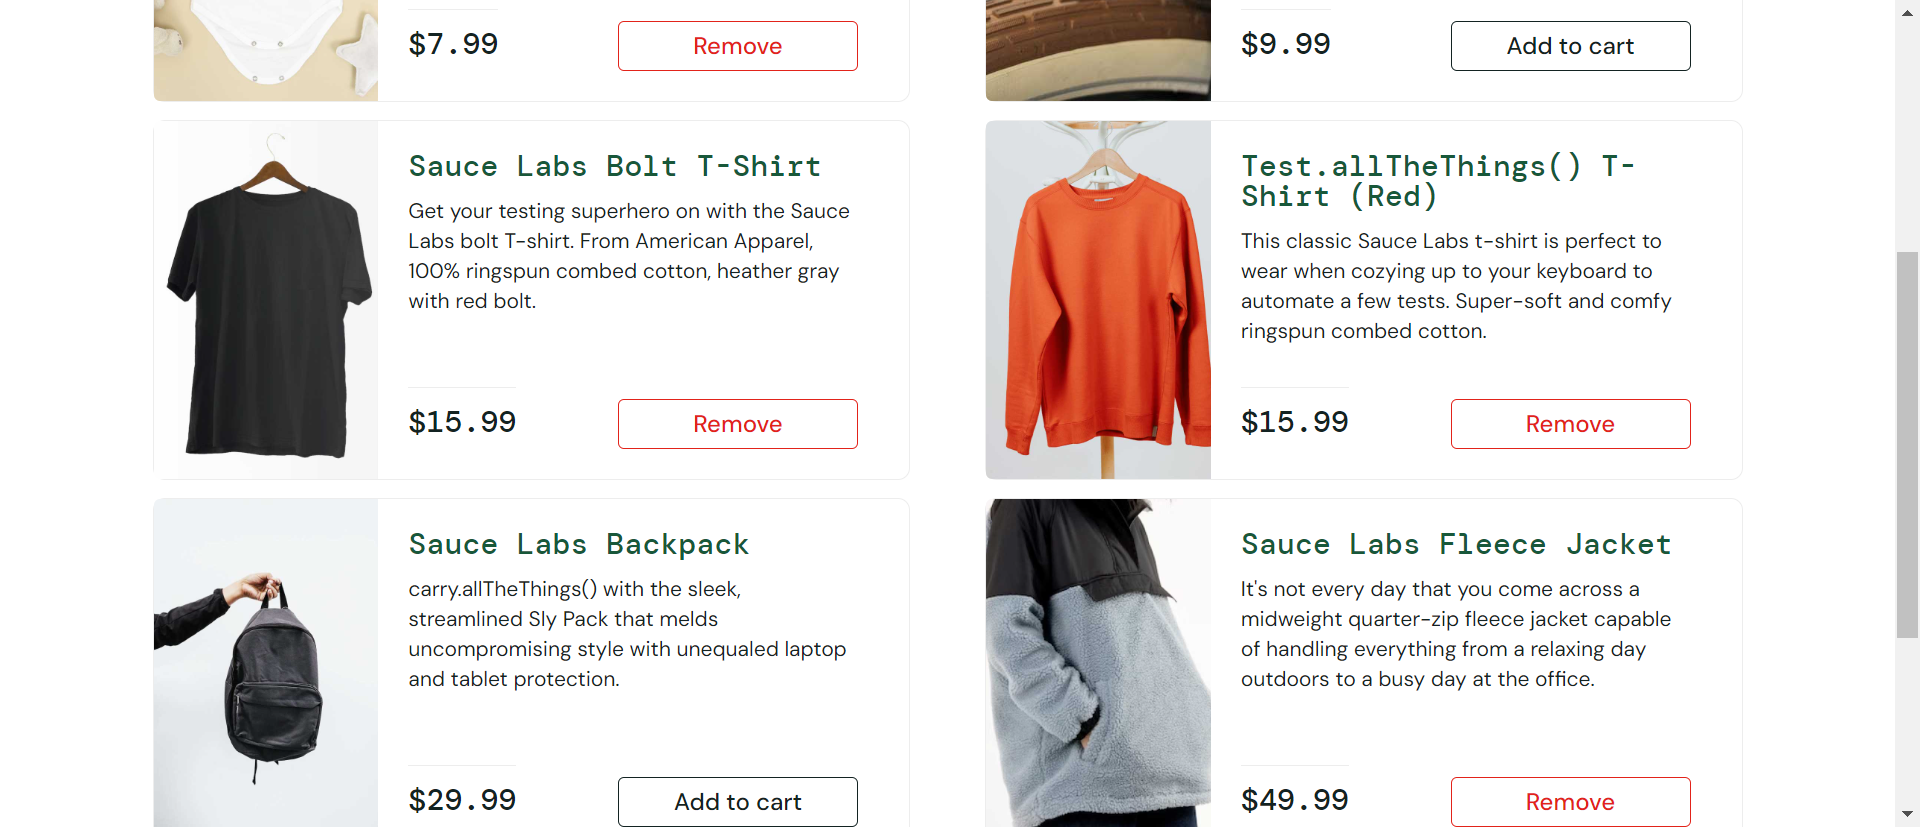 $7.99
Remove
$9.99
Add to cart
Sauce Labs Bolt T-Shirt
Get your testing superhero on with the Sauce
Labs bolt T-shirt. From American Apparel,
100% ringspun combed cotton, heather gray
with red bolt.
$15.99
Remove
Test.allTheThings() T-
Shirt (Red)
This classic Sauce Labs t-shirt is perfect to
wear when cozying up to your keyboard to
automate a few tests. Super-soft and comfy
ringspun combed cotton.
$15.99
Remove
Sauce Labs Backpack
carry.allTheThings() with the sleek,
streamlined Sly Pack that melds
uncompromising style with unequaled laptop
and tablet protection.
$29.99
Add to cart
Sauce Labs Fleece Jacket
It's not every day that you come across a
midweight quarter-zip fleece jacket capable
of handling everything from a relaxing day
outdoors to a busy day at the office.
$49.99
Remove